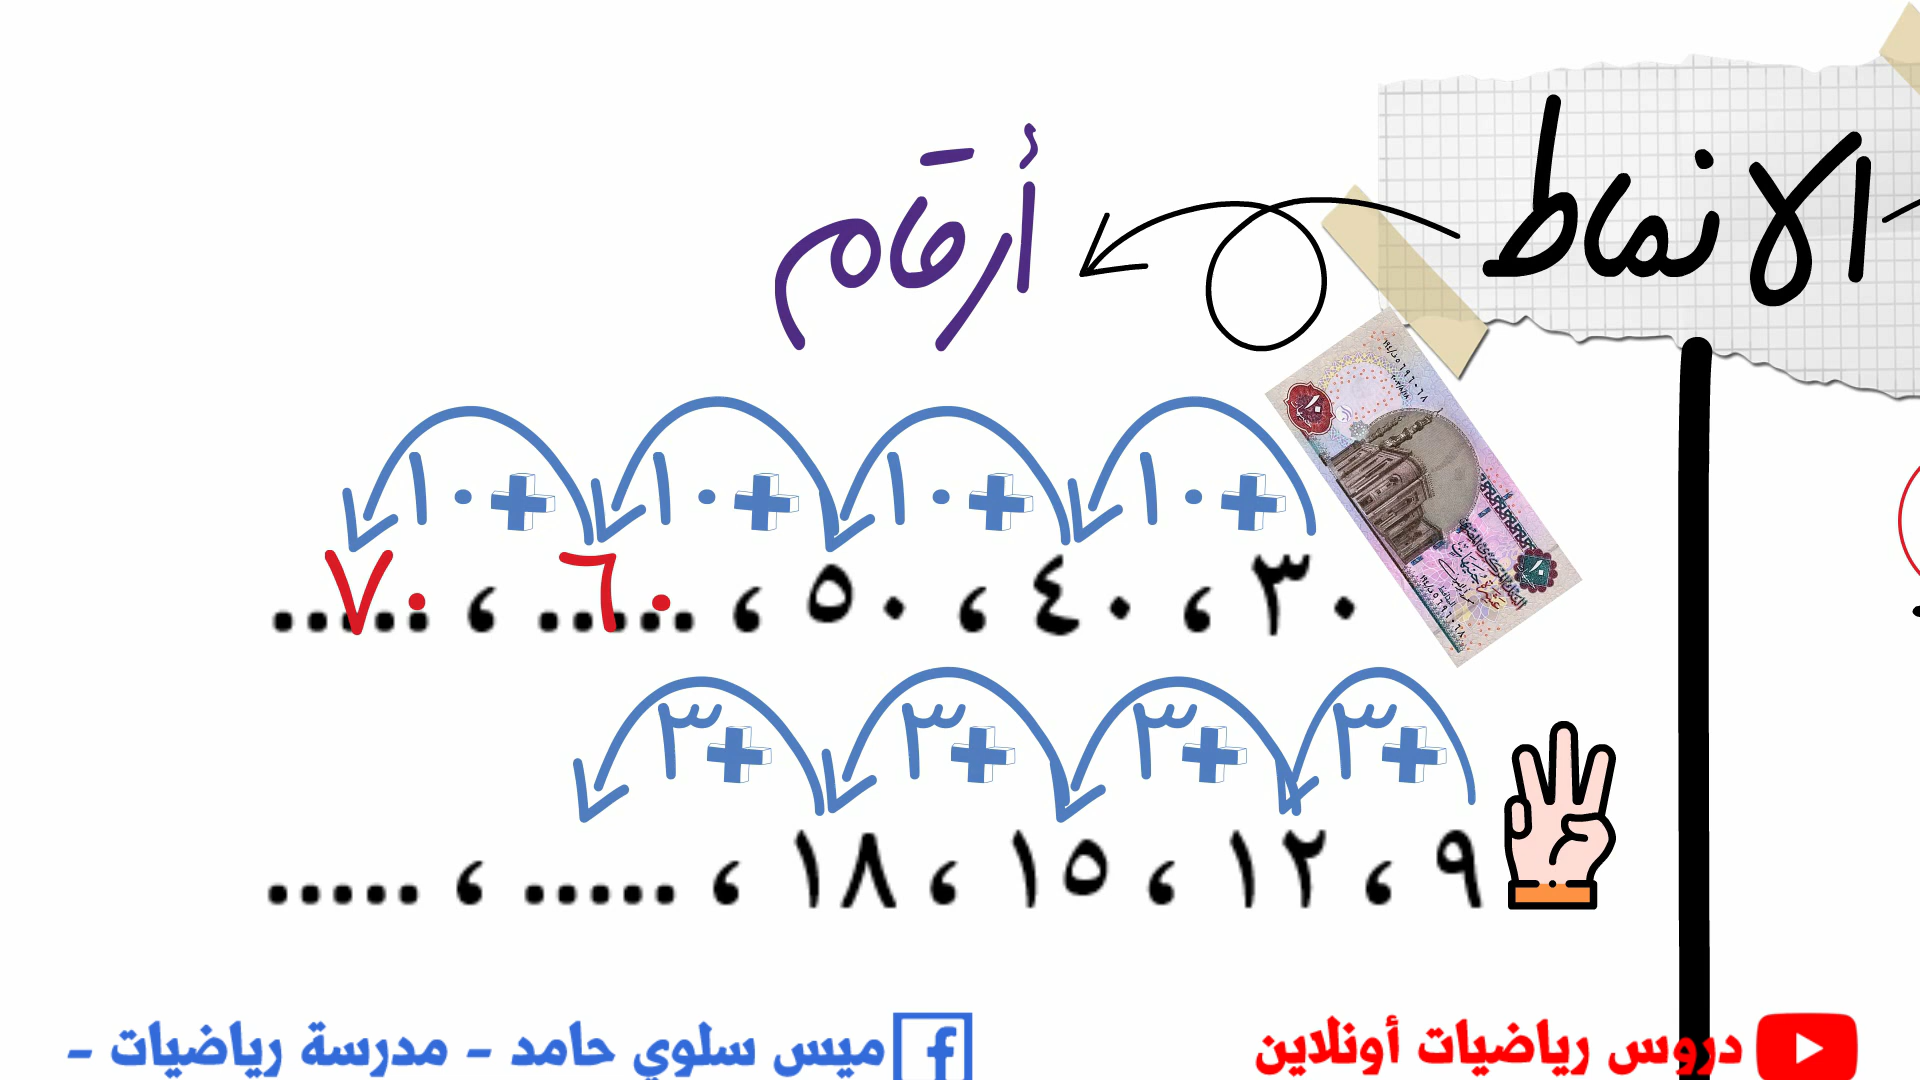 الانماط
أرقام
+١٠ +١٠ +١٠ +١٠
٣٠ ، ٤٠ ، ٥٠ ، ٦٠..... ، ٧٠.....
+٣ +٣ +٣ +٣
٩ ، ١٢ ، ١٥ ، ١٨ ، ..... ، .....
دروس رياضيات أونلاين
ميس سلوي حامد - مدرسة رياضيات -